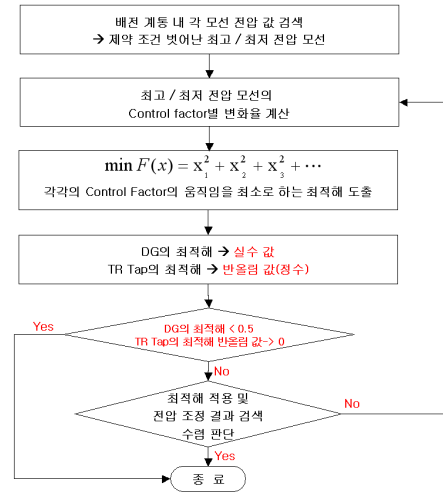 배전 계통 내 각 모선 전압 값 검색
→ 제약 조건 벗어난 최고 / 최저 전압 모선
최고 / 최저 전압 모선의
Control factor별 변화율 계산
min F(x) = x₁² + x₂² + x₃² + ⋯
각각의 Control Factor의 움직임을 최소로 하는 최적해 도출
DG의 최적해 → 실수 값
TR Tap의 최적해 → 반올림 값(정수)
Yes
DG의 최적해 < 0.5
TR Tap의 최적해 반올림 값-> 0
No
최적해 적용 및
전압 조정 결과 검색
수렴 판단
No
Yes
종 료